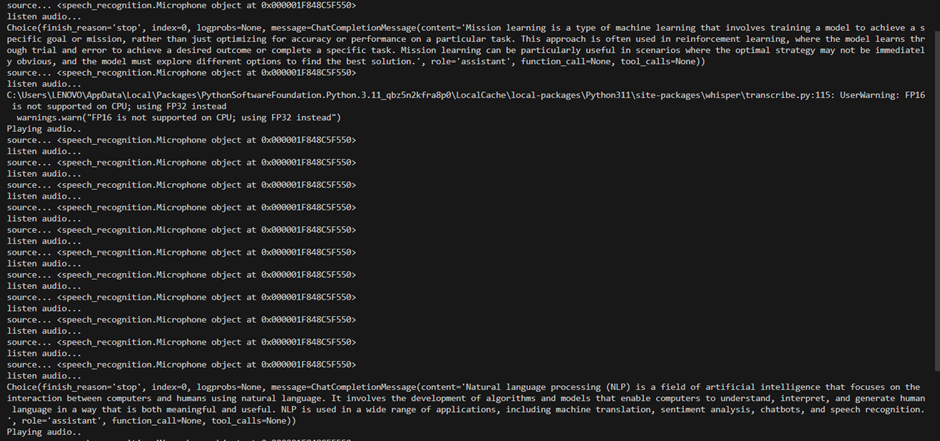 source... <speech_recognition.Microphone object at 0x000001F848C5F550>
listen audio...
Choice(finish_reason='stop', index=0, logprobs=None, message=ChatCompletionMessage(content='Mission learning is a type of machine learning that involves training a model to achieve a s
pecific goal or mission, rather than just optimizing for accuracy or performance on a particular task. This approach is often used in reinforcement learning, where the model learns thr
ough trial and error to achieve a desired outcome or complete a specific task. Mission learning can be particularly useful in scenarios where the optimal strategy may not be immediatel
y obvious, and the model must explore different options to find the best solution.', role='assistant', function_call=None, tool_calls=None))
source... <speech_recognition.Microphone object at 0x000001F848C5F550>
listen audio...
C:\Users\LENOVO\AppData\Local\Packages\PythonSoftwareFoundation.Python.3.11_qbz5n2kfra8p0\LocalCache\local-packages\Python311\site-packages\whisper\transcribe.py:115: UserWarning: FP16
 is not supported on CPU; using FP32 instead
  warnings.warn("FP16 is not supported on CPU; using FP32 instead")
Playing audio..
source... <speech_recognition.Microphone object at 0x000001F848C5F550>
listen audio...
source... <speech_recognition.Microphone object at 0x000001F848C5F550>
listen audio...
source... <speech_recognition.Microphone object at 0x000001F848C5F550>
listen audio...
source... <speech_recognition.Microphone object at 0x000001F848C5F550>
listen audio...
source... <speech_recognition.Microphone object at 0x000001F848C5F550>
listen audio...
source... <speech_recognition.Microphone object at 0x000001F848C5F550>
listen audio...
source... <speech_recognition.Microphone object at 0x000001F848C5F550>
listen audio...
source... <speech_recognition.Microphone object at 0x000001F848C5F550>
listen audio...
source... <speech_recognition.Microphone object at 0x000001F848C5F550>
listen audio...
source... <speech_recognition.Microphone object at 0x000001F848C5F550>
listen audio...
source... <speech_recognition.Microphone object at 0x000001F848C5F550>
listen audio...
Choice(finish_reason='stop', index=0, logprobs=None, message=ChatCompletionMessage(content='Natural language processing (NLP) is a field of artificial intelligence that focuses on the 
interaction between computers and humans using natural language. It involves the development of algorithms and models that enable computers to understand, interpret, and generate human
 language in a way that is both meaningful and useful. NLP is used in a wide range of applications, including machine translation, sentiment analysis, chatbots, and speech recognition.
', role='assistant', function_call=None, tool_calls=None))
Playing audio..
source... <speech_recognition.Microphone object at 0x000001F848C5F550>